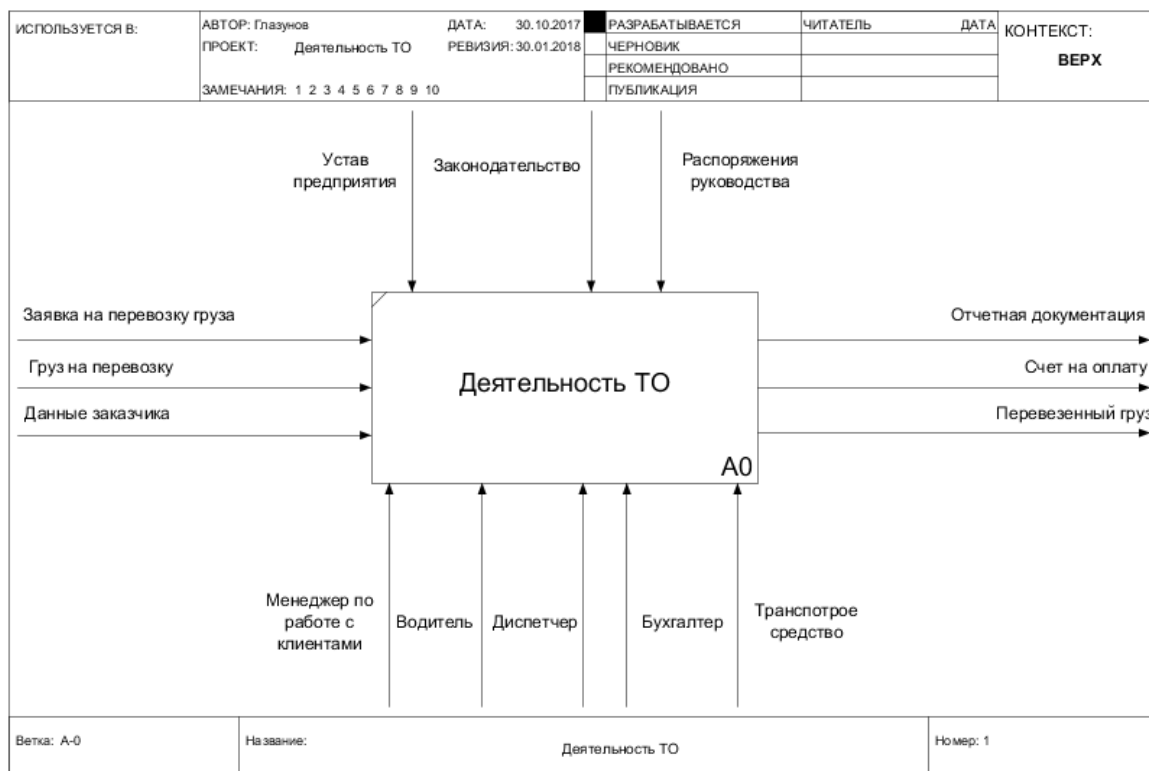 ИСПОЛЬЗУЕТСЯ В:
АВТОР: Глазунов
ДАТА: 30.10.2017
ПРОЕКТ: Деятельность ТО
РЕВИЗИЯ: 30.01.2018
ЗАМЕЧАНИЯ: 1 2 3 4 5 6 7 8 9 10
РАЗРАБАТЫВАЕТСЯ
ЧЕРНОВИК
РЕКОМЕНДОВАНО
ПУБЛИКАЦИЯ
ЧИТАТЕЛЬ
ДАТА
КОНТЕКСТ:
ВЕРХ
Устав
предприятия
Законодательство
Распоряжения
руководства
Заявка на перевозку груза
Груз на перевозку
Данные заказчика
Деятельность ТО
A0
Отчетная документация
Счет на оплату
Перевезенный груз
Менеджер по
работе с
клиентами
Водитель
Диспетчер
Бухгалтер
Транспотрое
средство
Ветка: A-0
Название:
Деятельность ТО
Номер: 1